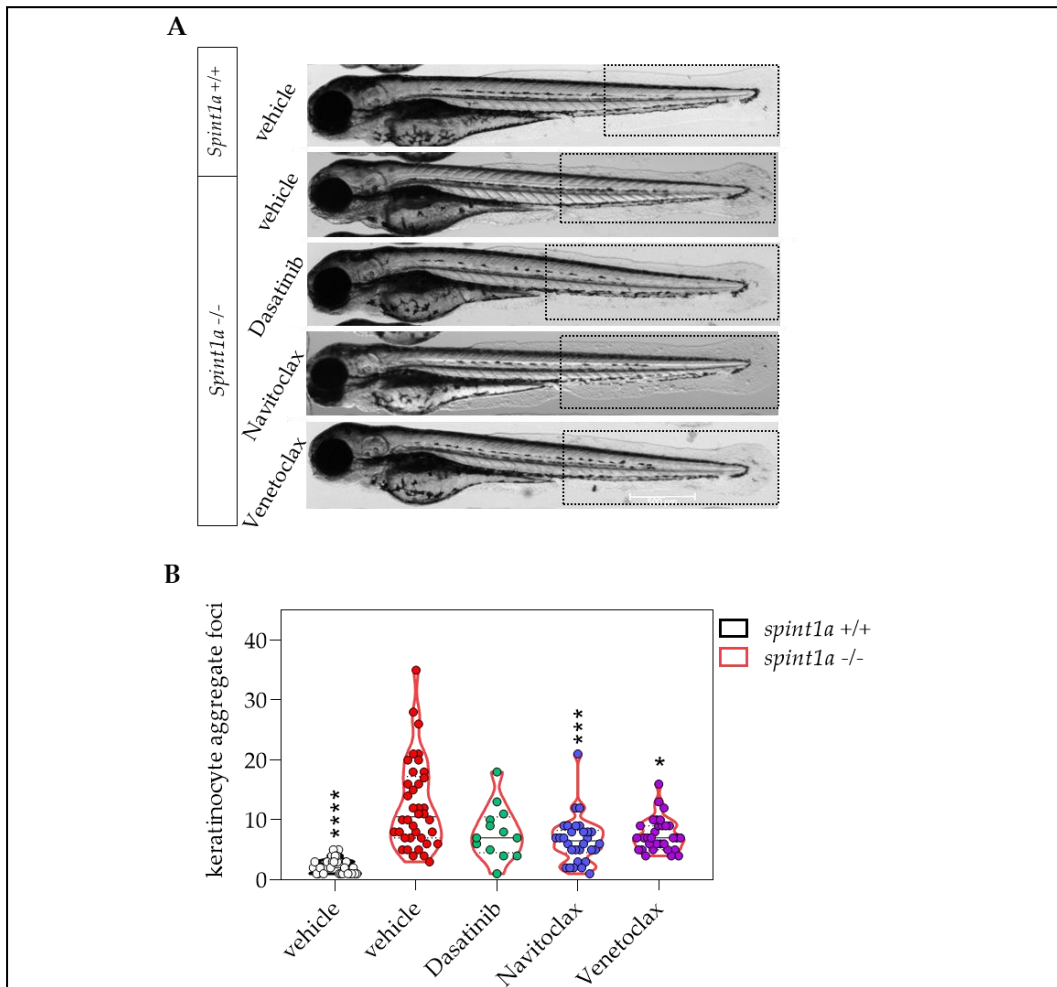 A
Spint1a+/+
vehicle
Spint1a -/-
vehicle
Dasatinib
Navitoclax
Venetoclax
B
keratinocyte aggregate foci
40
30
20
10
0
****
***
*
spint1a +/+
spint1a -/-
vehicle
vehicle
Dasatinib
Navitoclax
Venetoclax